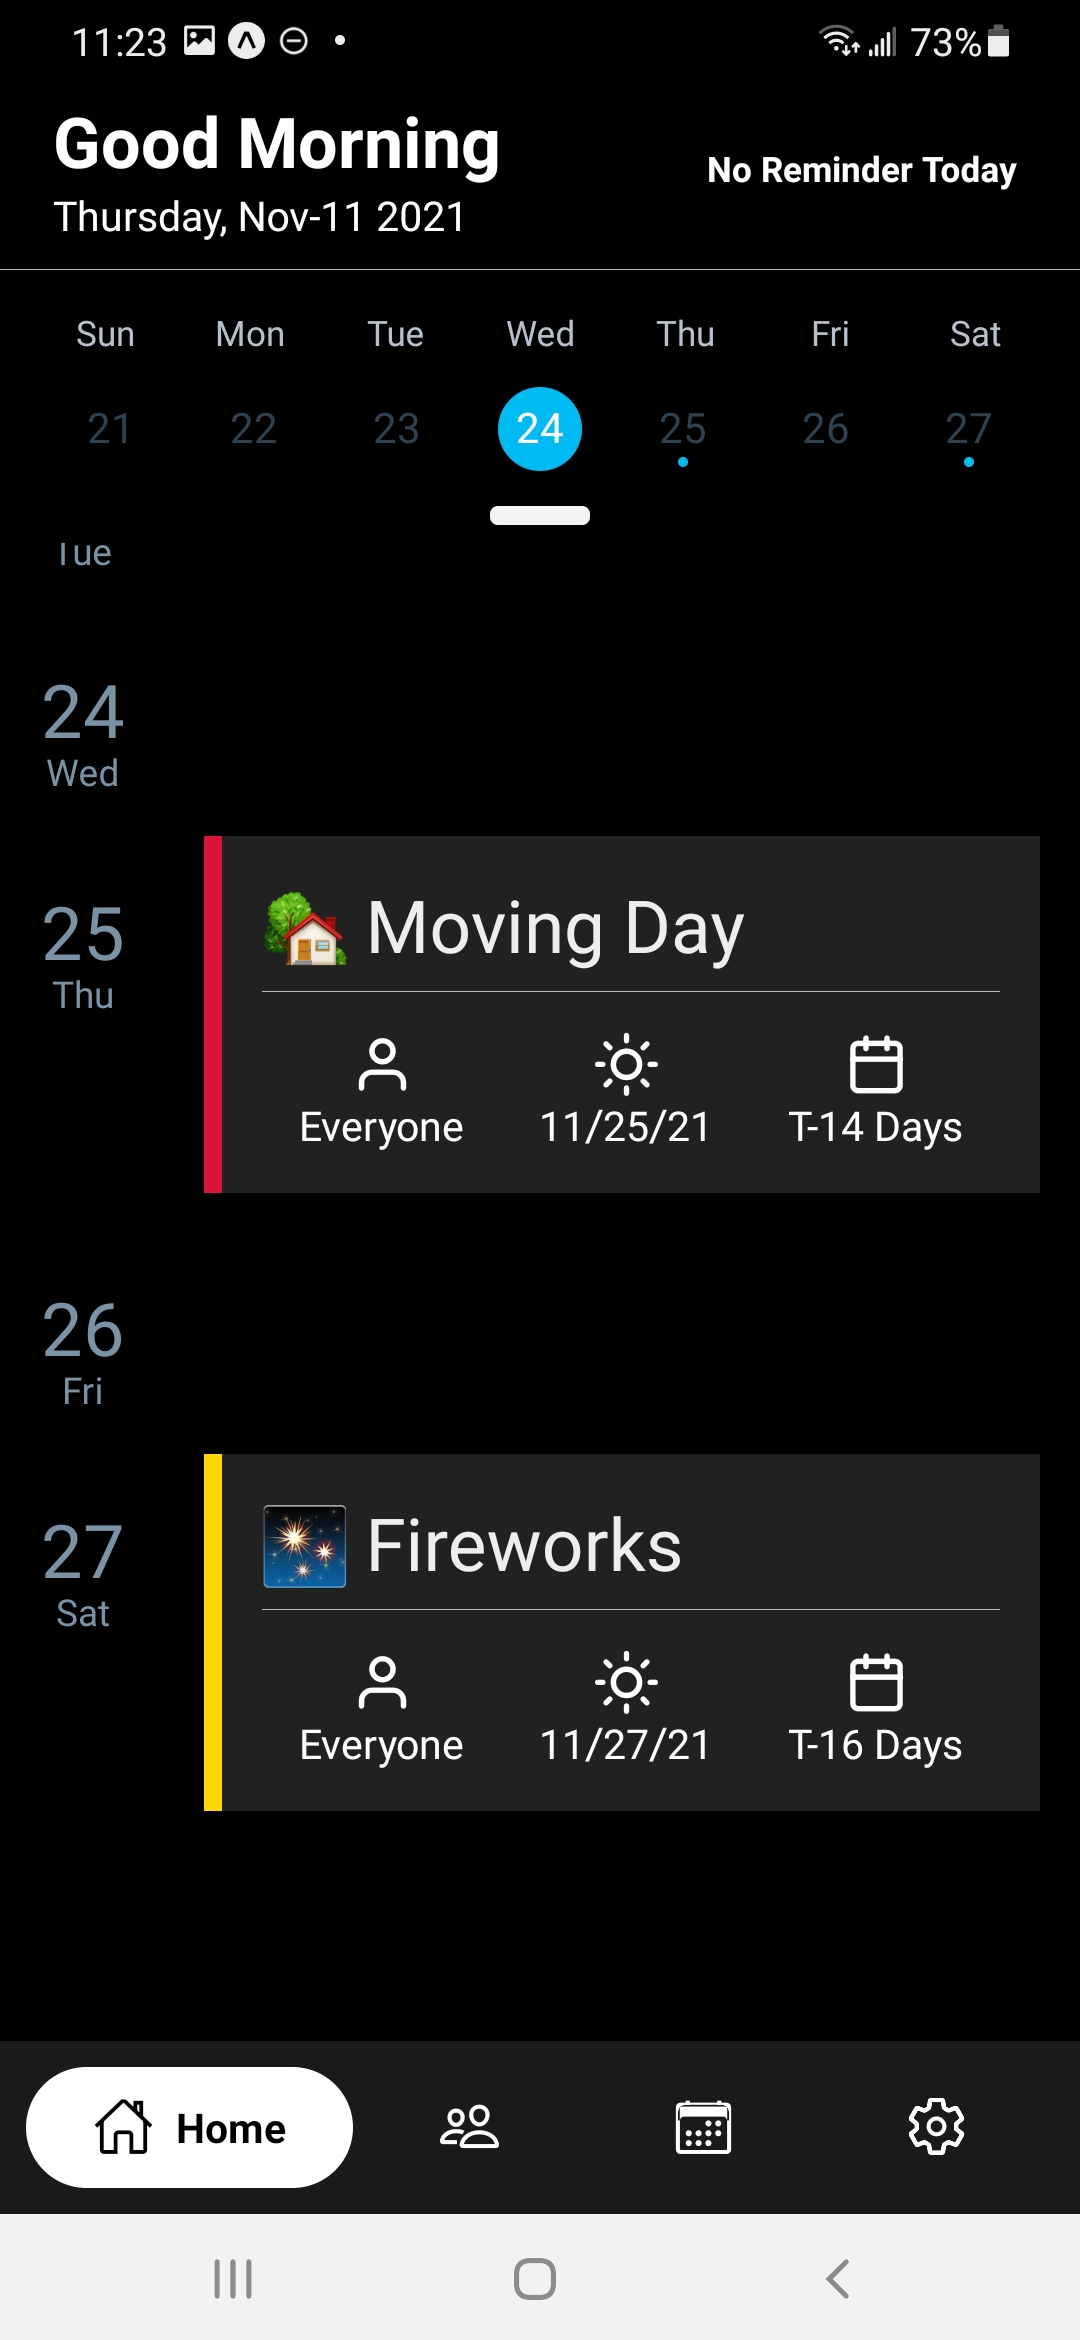 11:23 73%
Good Morning
No Reminder Today
Thursday, Nov-11 2021
Sun Mon Tue Wed Thu Fri Sat
21 22 23 24 25 26 27
Tue
24
Wed
25
Thu
Moving Day
Everyone 11/25/21 T-14 Days
26
Fri
27
Sat
Fireworks
Everyone 11/27/21 T-16 Days
Home